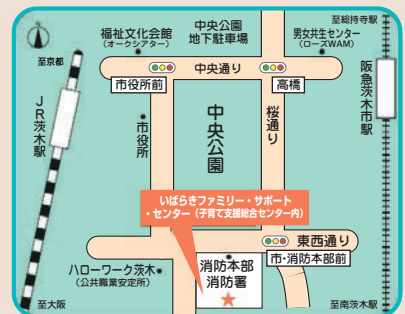 至総持寺駅
中央公園
地下駐車場
福祉文化会館
（オークシアター）
男女共生センター
（ローズWAM）
至京都
中央通り
市役所前
高橋
阪急茨木市駅
JR茨木駅
市役所
中央公園
桜通り
いばらきファミリー・サポート
・センター（子育て支援総合センター内）
東西通り
市・消防本部前
ハローワーク茨木
（公共職業安定所）
消防本部
消防署
至大阪
至南茨木駅